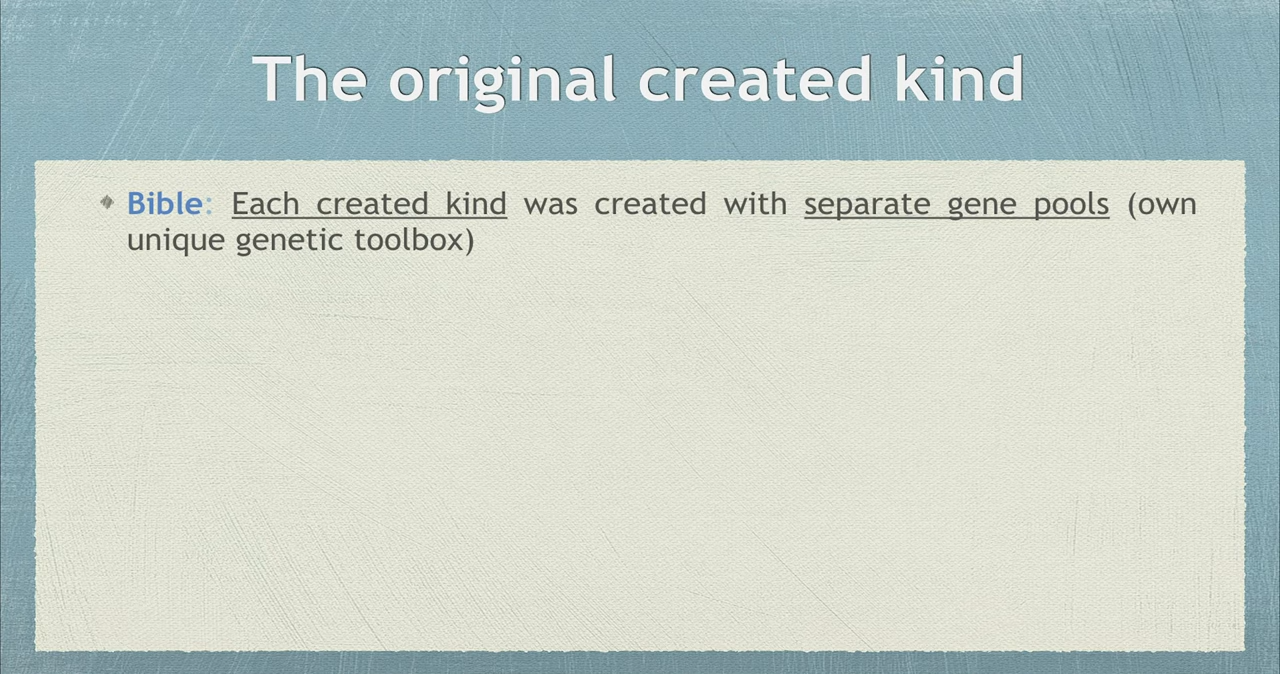 The original created kind
Bible: Each created kind was created with separate gene pools (own
unique genetic toolbox)